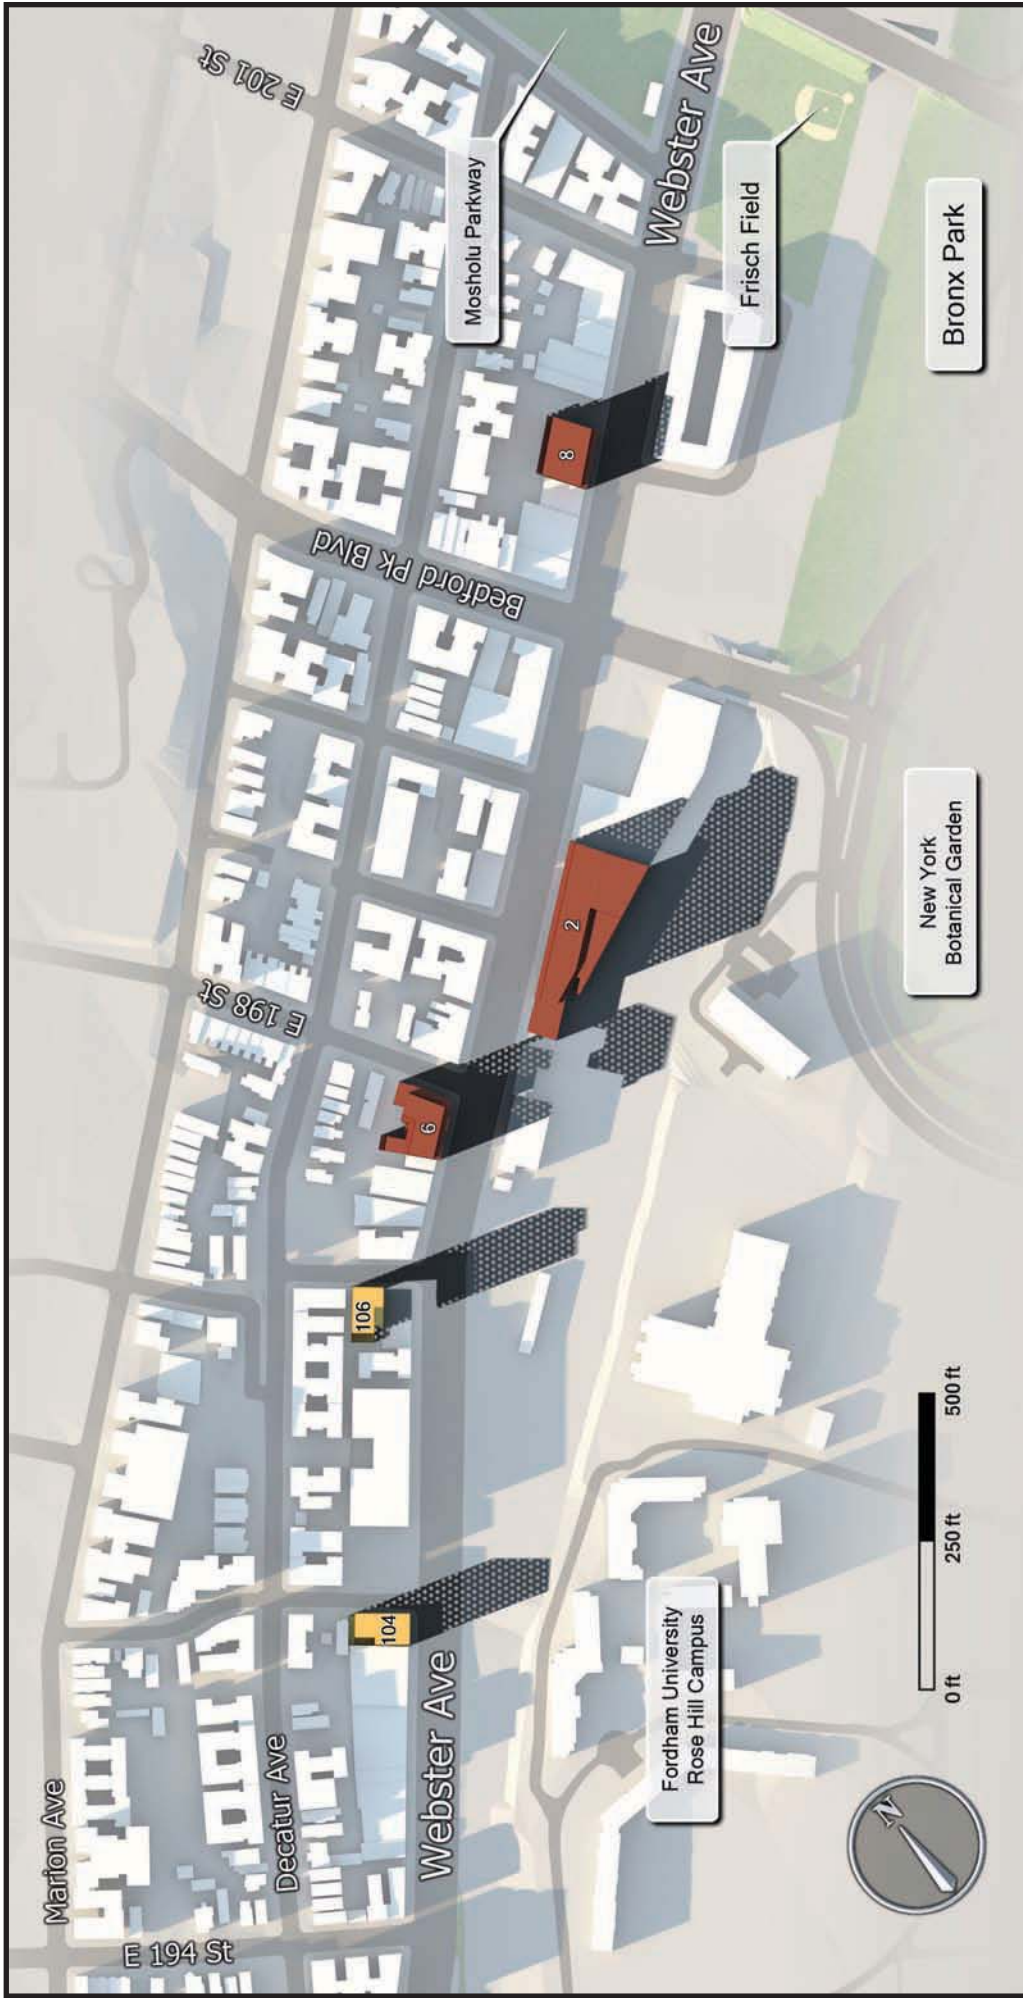 Marion Ave
E 194 St
Decatur Ave
Webster Ave
E 198 St
Bedford Pk Blvd
E 201 St
Webster Ave
Mosholu Parkway
Frisch Field
Bronx Park
New York
Botanical Garden
Fordham University
Rose Hill Campus
104
106
6
2
8
N
0 ft
250 ft
500 ft